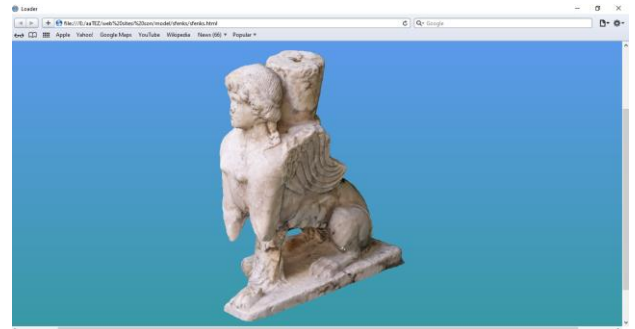 Loader
file:///E:/aaTEZ/web%20sitesi%20son/model/sfenks/sfenks.html
Google
Apple Yahoo! Google Maps YouTube Wikipedia News (66) Popular